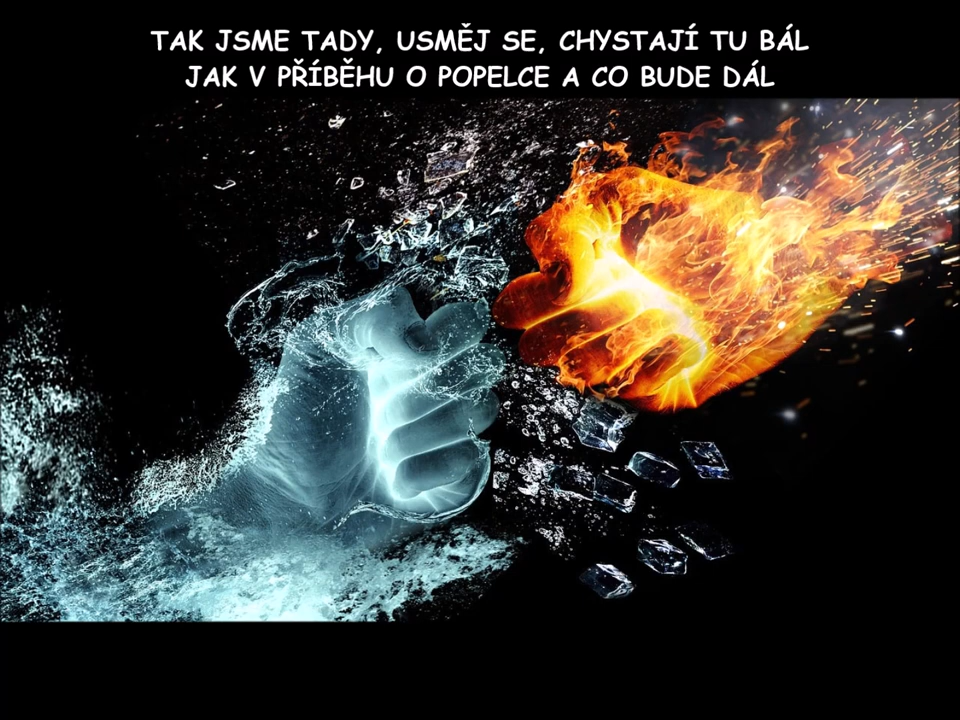 TAK JSME TADY, USMĚJ SE, CHYSTAJÍ TU BÁL
JAK V PŘÍBĚHU O POPELCE A CO BUDE DÁL